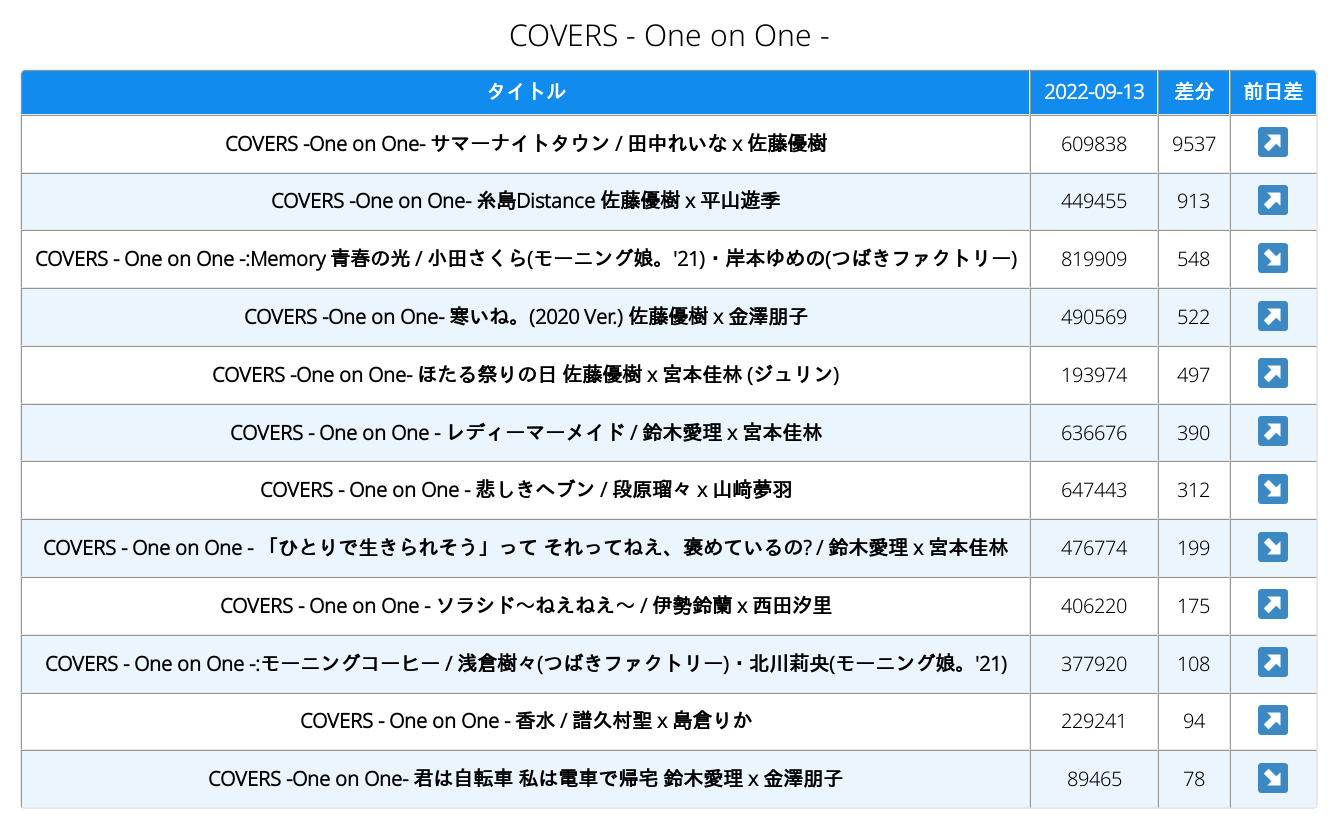 COVERS - One on One -
タイトル 2022-09-13 差分 前日差
COVERS -One on One- サマーナイトタウン / 田中れいな x 佐藤優樹 609838 9537 ↗
COVERS -One on One- 糸島Distance 佐藤優樹 x 平山遊季 449455 913 ↗
COVERS - One on One -:Memory 青春の光 / 小田さくら(モーニング娘。'21)・岸本ゆめの(つばきファクトリー) 819909 548 ↘
COVERS -One on One- 寒いね。(2020 Ver.) 佐藤優樹 x 金澤朋子 490569 522 ↗
COVERS -One on One- ほたる祭りの日 佐藤優樹 x 宮本佳林 (ジュリン) 193974 497 ↗
COVERS - One on One - レディーマーメイド / 鈴木愛理 x 宮本佳林 636676 390 ↗
COVERS - One on One - 悲しきヘブン / 段原瑠々 x 山﨑夢羽 647443 312 ↘
COVERS - One on One - 「ひとりで生きられそう」って それってねえ、褒めているの? / 鈴木愛理 x 宮本佳林 476774 199 ↘
COVERS - One on One - ソラシド〜ねえねえ〜 / 伊勢鈴蘭 x 西田汐里 406220 175 ↗
COVERS - One on One -:モーニングコーヒー / 浅倉樹々(つばきファクトリー)・北川莉央(モーニング娘。'21) 377920 108 ↗
COVERS - One on One - 香水 / 譜久村聖 x 島倉りか 229241 94 ↗
COVERS -One on One- 君は自転車 私は電車で帰宅 鈴木愛理 x 金澤朋子 89465 78 ↘